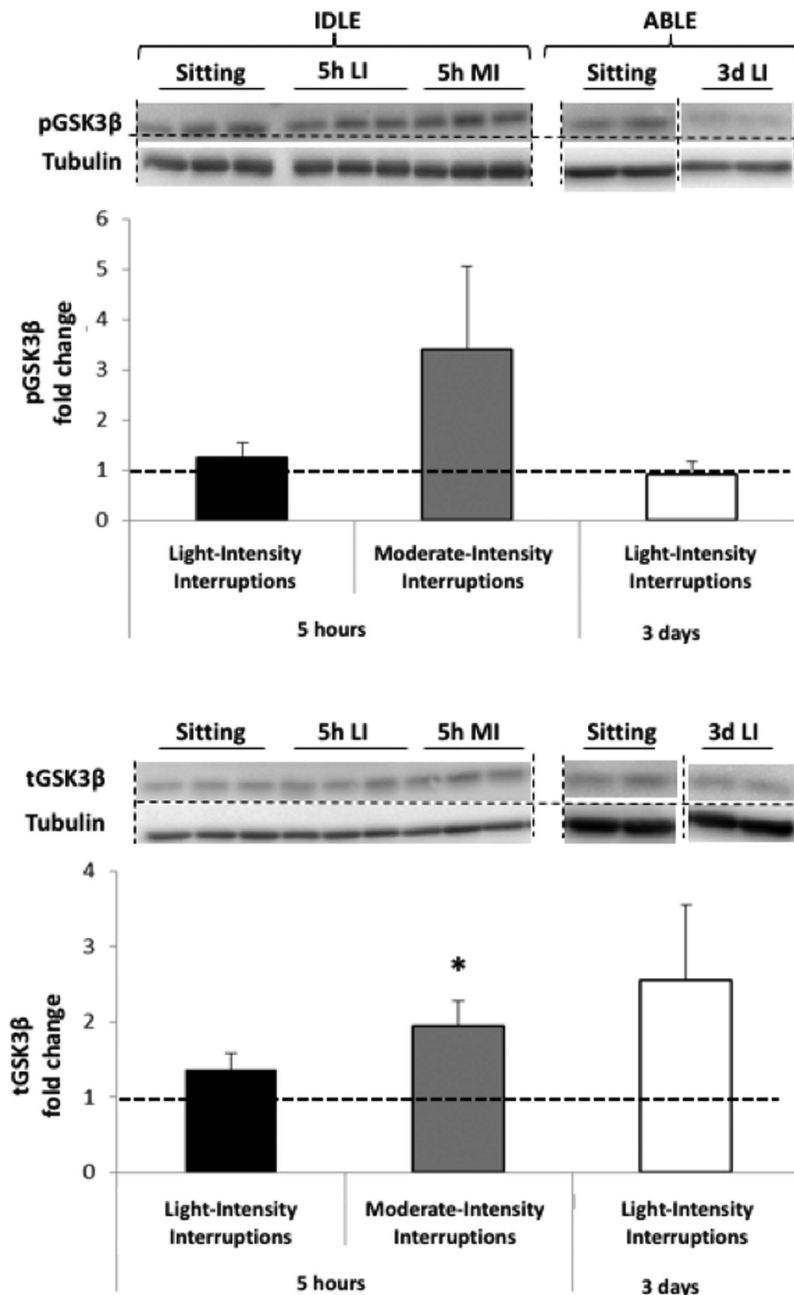 IDLE ABLE
Sitting 5h LI 5h MI Sitting 3d LI
pGSK3β
Tubulin
6
5
4
3
2
1
0
pGSK3β
fold change
Light-Intensity
Interruptions
Moderate-Intensity
Interruptions
Light-Intensity
Interruptions
5 hours 3 days
Sitting 5h LI 5h MI Sitting 3d LI
tGSK3β
Tubulin
4
3
2
1
0
tGSK3β
fold change
*
Light-Intensity
Interruptions
Moderate-Intensity
Interruptions
Light-Intensity
Interruptions
5 hours 3 days